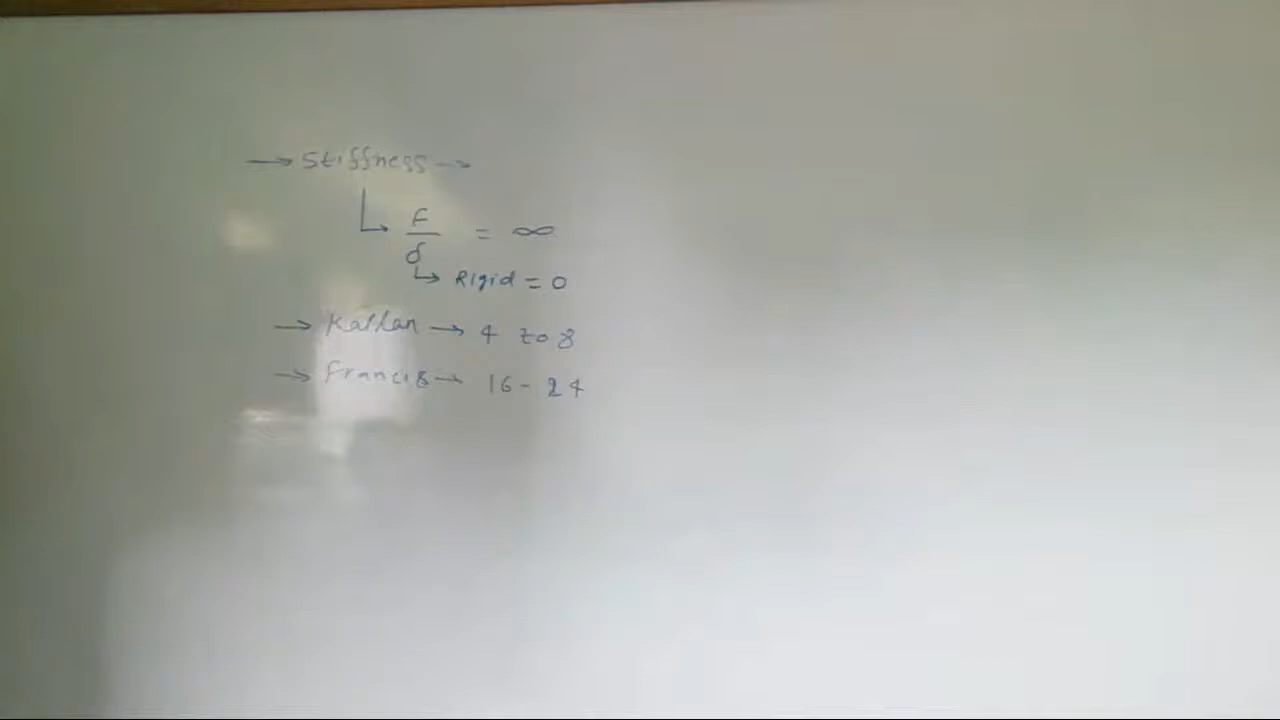 → Stiffness →
↳ F/δ = ∞
↳ Rigid = 0
→ Kaplan → 4 to 8
→ Francis → 16 - 24